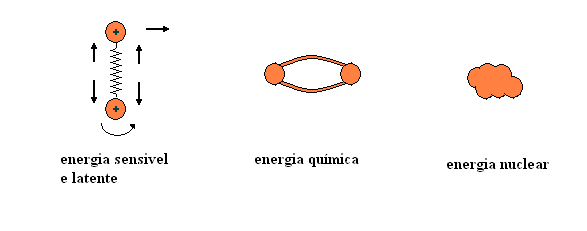 energia sensivel
e latente
energia química
energia nuclear